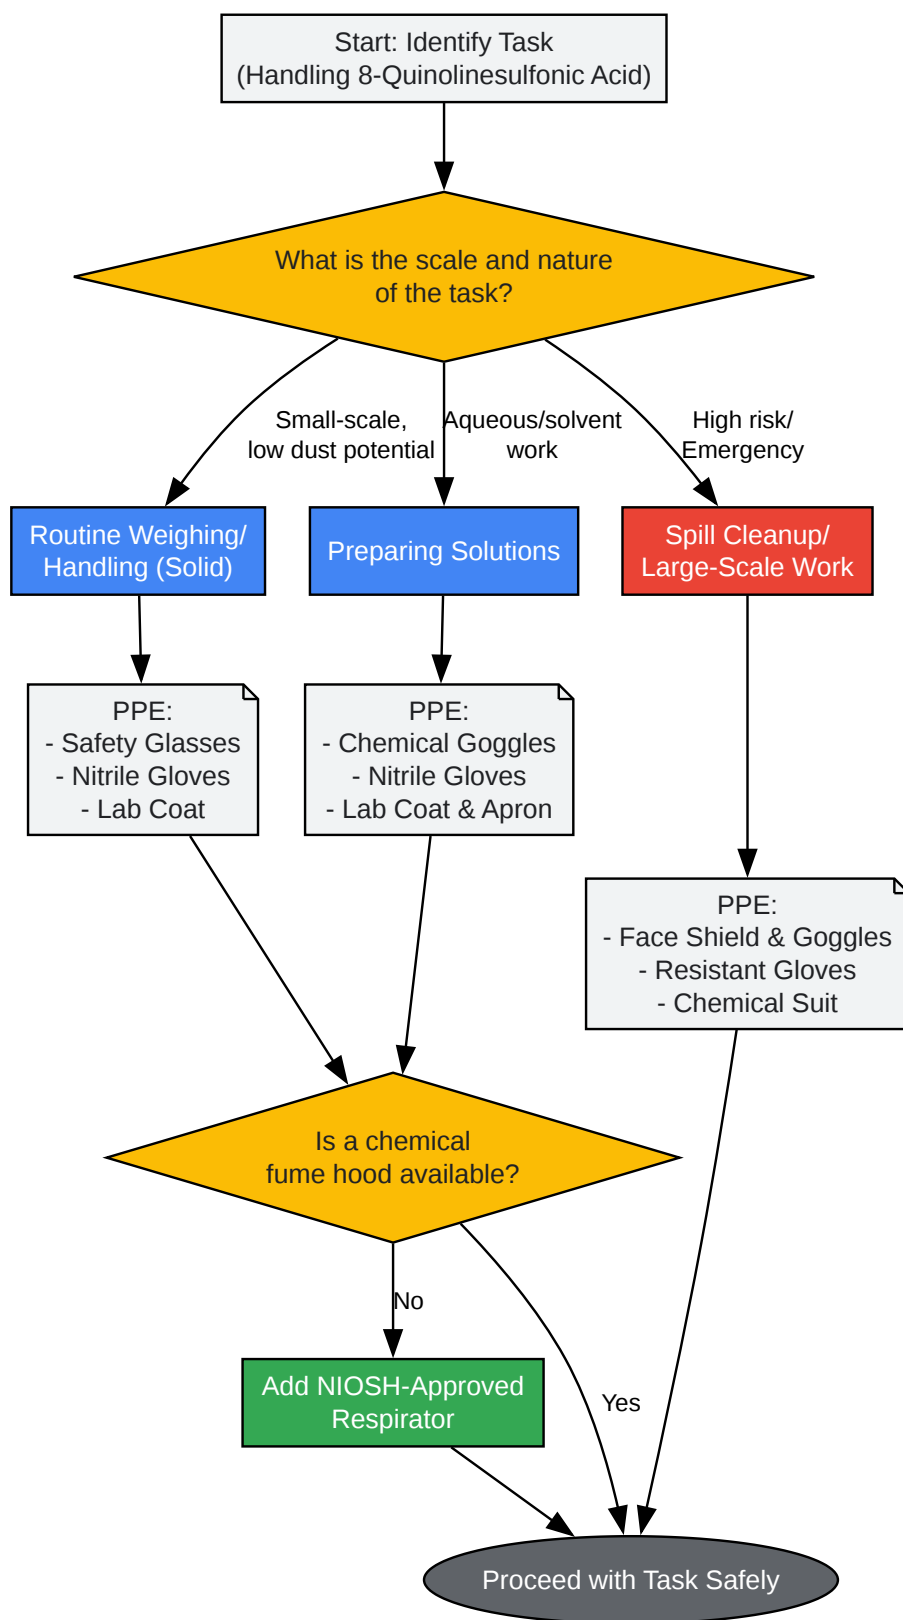 Start: Identify Task
(Handling 8-Quinolinesulfonic Acid)
What is the scale and nature
of the task?
Small-scale,
low dust potential
Aqueous/solvent
work
High risk/
Emergency
Routine Weighing/
Handling (Solid)
Preparing Solutions
Spill Cleanup/
Large-Scale Work
PPE:
- Safety Glasses
- Nitrile Gloves
- Lab Coat
PPE:
- Chemical Goggles
- Nitrile Gloves
- Lab Coat & Apron
PPE:
- Face Shield & Goggles
- Resistant Gloves
- Chemical Suit
Is a chemical
fume hood available?
No
Add NIOSH-Approved
Respirator
Yes
Proceed with Task Safely